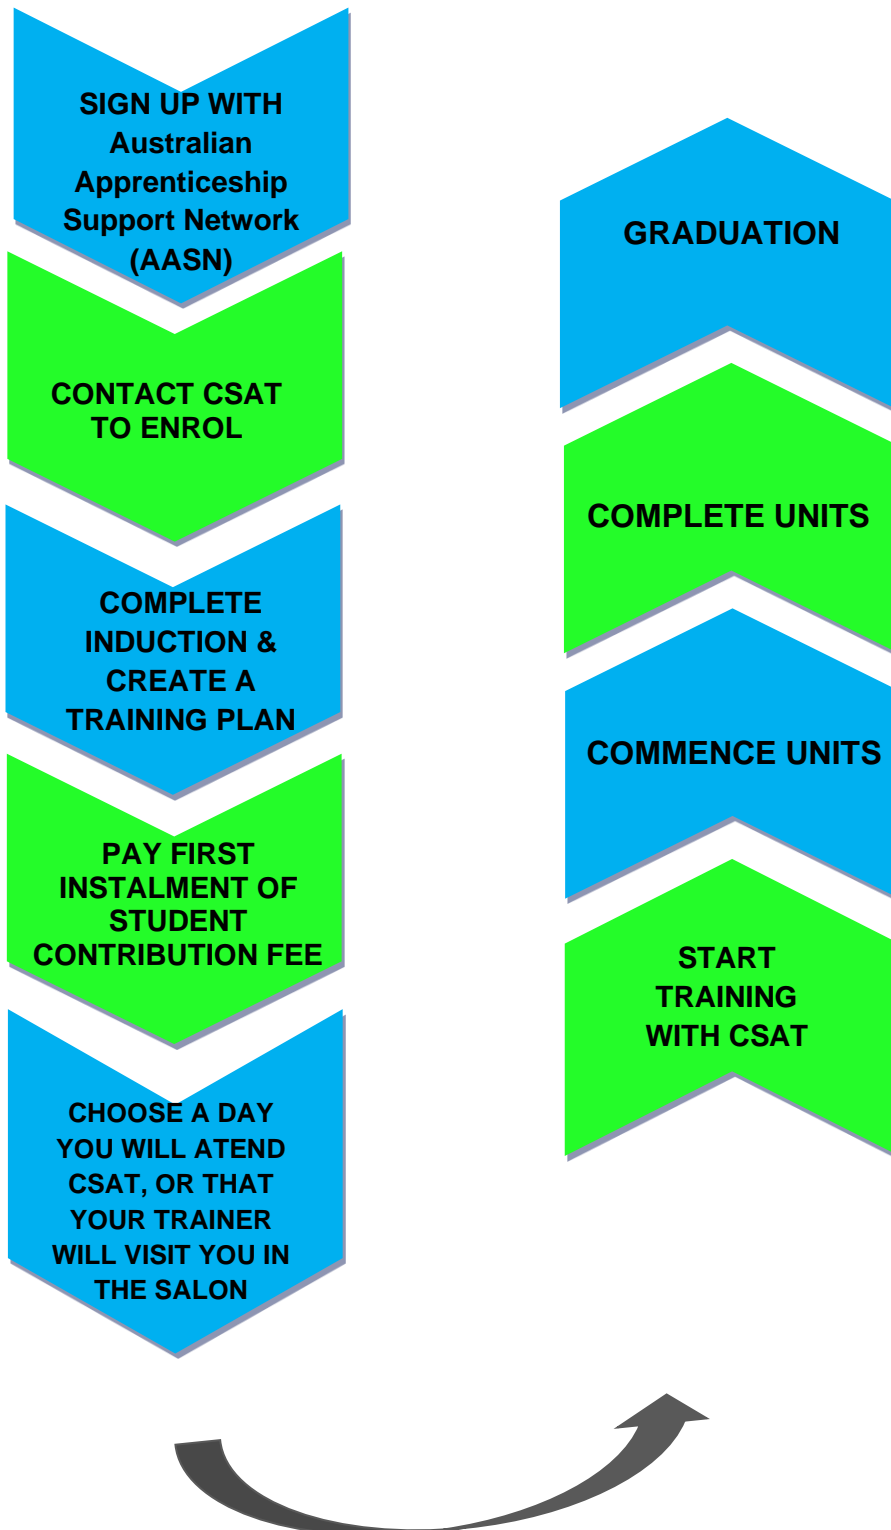 SIGN UP WITH
Australian
Apprenticeship
Support Network
(AASN)
CONTACT CSAT
TO ENROL
COMPLETE
INDUCTION &
CREATE A
TRAINING PLAN
PAY FIRST
INSTALMENT OF
STUDENT
CONTRIBUTION FEE
CHOOSE A DAY
YOU WILL ATEND
CSAT, OR THAT
YOUR TRAINER
WILL VISIT YOU IN
THE SALON
START
TRAINING
WITH CSAT
COMMENCE UNITS
COMPLETE UNITS
GRADUATION